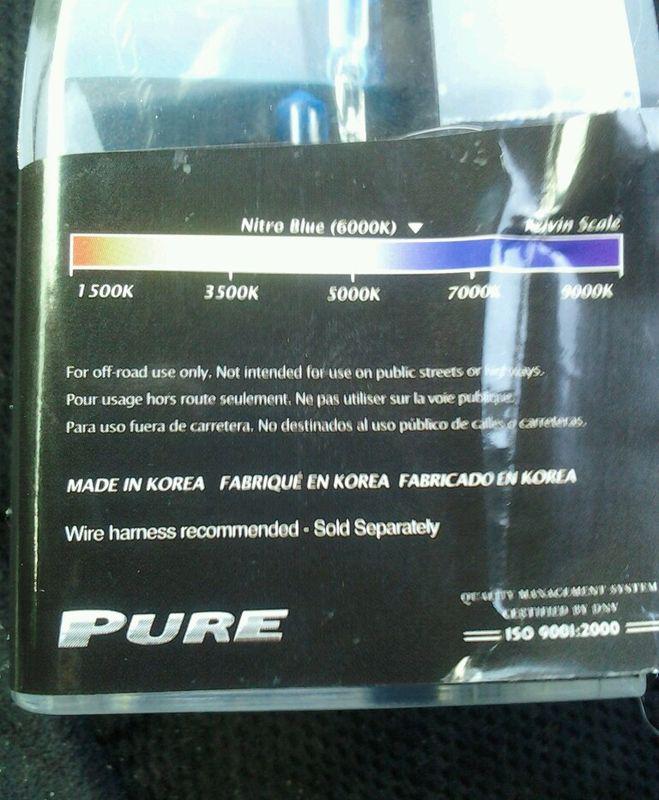 Nitro Blue (6000K) ▼ Kelvin Scale
1500K 3500K 5000K 7000K 9000K
For off-road use only. Not intended for use on public streets or highways.
Pour usage hors route seulement. Ne pas utiliser sur la voie publique.
Para uso fuera de carretera. No destinados al uso público de calles o carreteras.
MADE IN KOREA FABRIQUÉ EN KOREA FABRICADO EN KOREA
Wire harness recommended - Sold Separately
QUALITY MANAGEMENT SYSTEM
CERTIFIED BY DNV
ISO 9001:2000
PURE